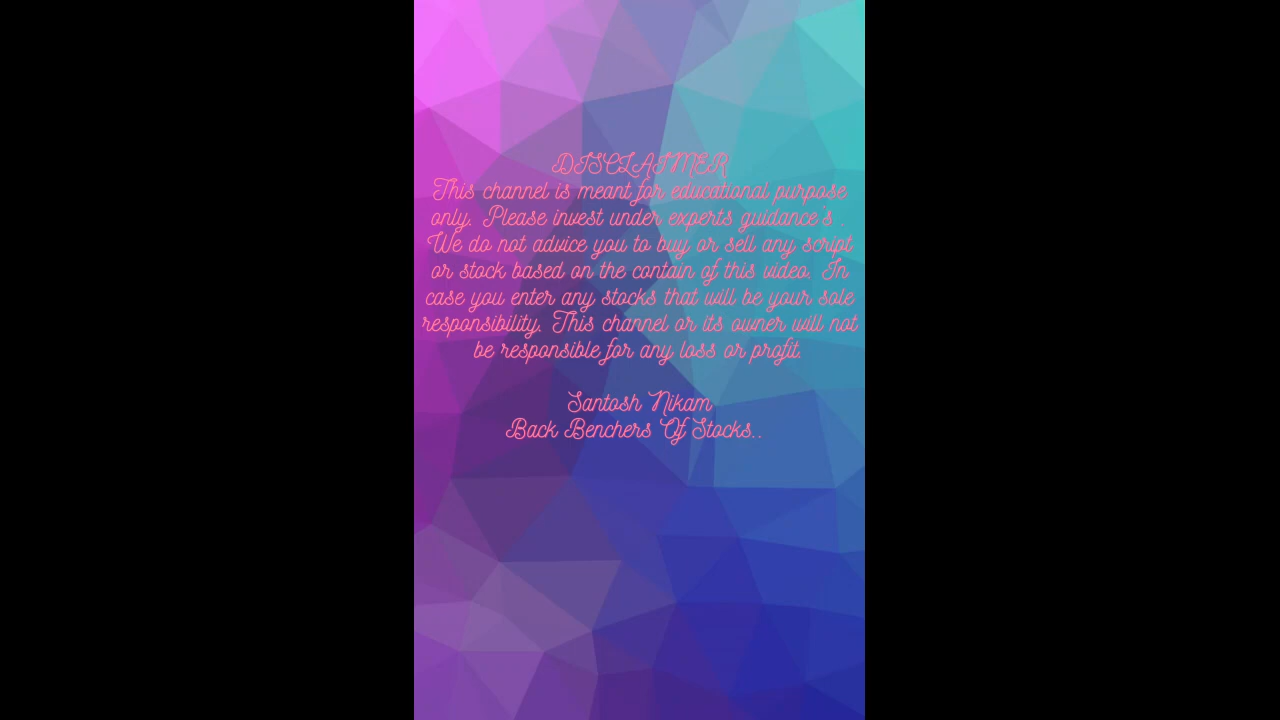 DISCLAIMER
This channel is meant for educational purpose
only. Please invest under experts guidance's .
We do not advice you to buy or sell any script
or stock based on the contain of this video. In
case you enter any stocks that will be your sole
responsibility. This channel or its owner will not
be responsible for any loss or profit.
Santosh Nikam
Back Benchers Of Stocks..